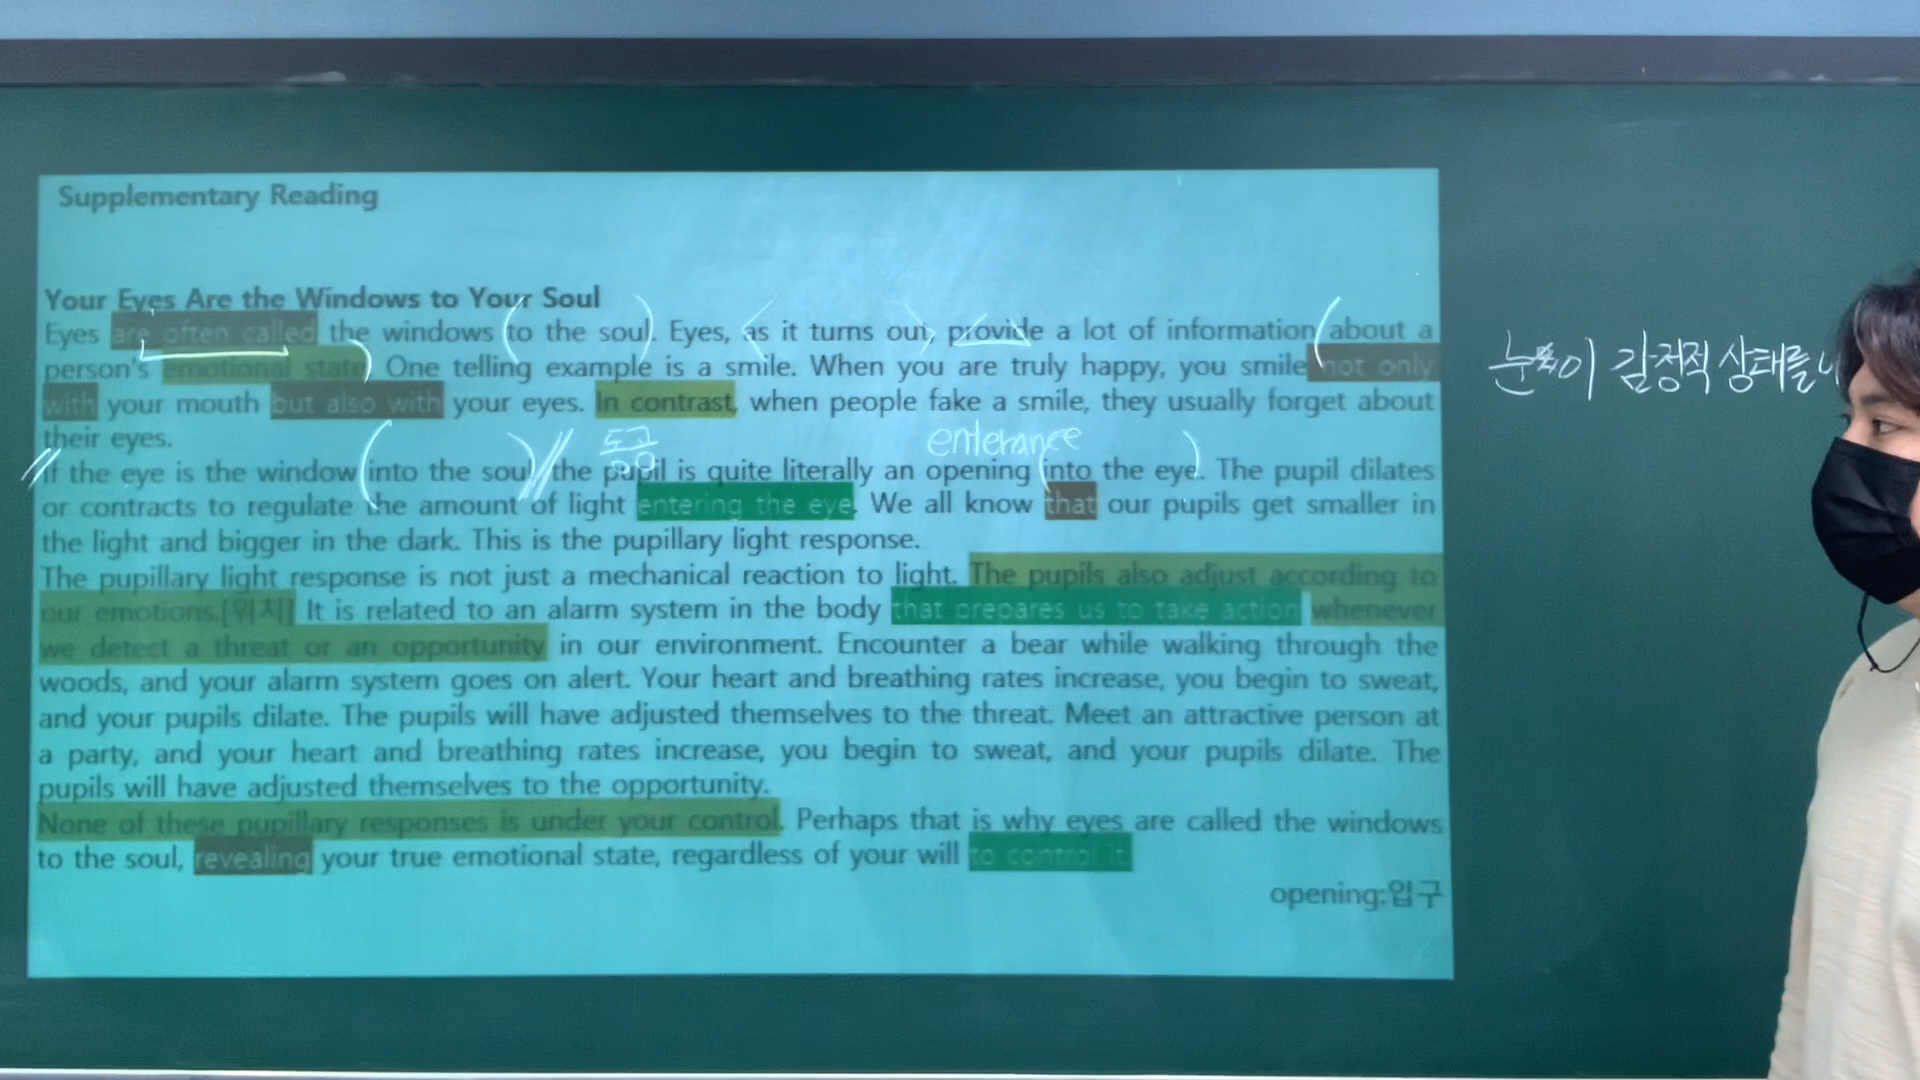 Supplementary Reading
Your Eyes Are the Windows to Your Soul
Eyes are often called the windows to the soul. Eyes, as it turns out, provide a lot of information about a
person's emotional state. One telling example is a smile. When you are truly happy, you smile not only
with your mouth but also with your eyes. In contrast, when people fake a smile, they usually forget about
their eyes.
동공
enterance
If the eye is the window into the soul, the pupil is quite literally an opening into the eye. The pupil dilates
or contracts to regulate the amount of light entering the eye. We all know that our pupils get smaller in
the light and bigger in the dark. This is the pupillary light response.
The pupillary light response is not just a mechanical reaction to light. The pupils also adjust according to
our emotions.[위치] It is related to an alarm system in the body that prepares us to take action whenever
we detect a threat or an opportunity in our environment. Encounter a bear while walking through the
woods, and your alarm system goes on alert. Your heart and breathing rates increase, you begin to sweat,
and your pupils dilate. The pupils will have adjusted themselves to the threat. Meet an attractive person at
a party, and your heart and breathing rates increase, you begin to sweat, and your pupils dilate. The
pupils will have adjusted themselves to the opportunity.
None of these pupillary responses is under your control. Perhaps that is why eyes are called the windows
to the soul, revealing your true emotional state, regardless of your will to control it.
opening:입구
눈이 감정적 상태를